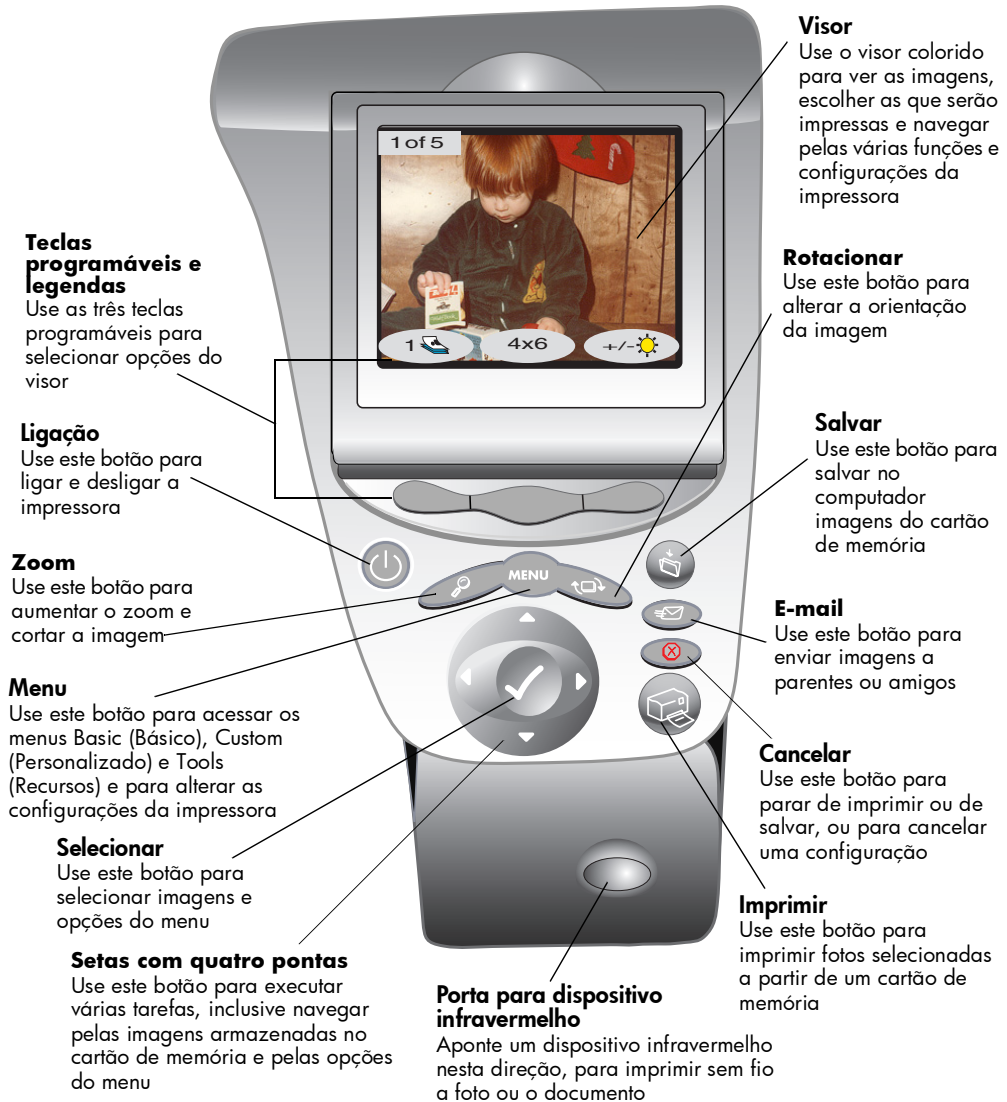 Visor
Use o visor colorido
para ver as imagens,
escolher as que serão
impressas e navegar
pelas várias funções e
configurações da
impressora
1 of 5
Teclas
programáveis e
legendas
Use as três teclas
programáveis para
selecionar opções do
visor
Rotacionar
Use este botão para
alterar a orientação
da imagem
1
4x6
+/-
Ligação
Use este botão para
ligar e desligar a
impressora
Salvar
Use este botão para
salvar no
computador
imagens do cartão
de memória
Zoom
Use este botão para
aumentar o zoom e
cortar a imagem
MENU
E-mail
Use este botão para
enviar imagens a
parentes ou amigos
Menu
Use este botão para acessar os
menus Basic (Básico), Custom
(Personalizado) e Tools
(Recursos) e para alterar as
configurações da impressora
Cancelar
Use este botão para
parar de imprimir ou de
salvar, ou para cancelar
uma configuração
Selecionar
Use este botão para
selecionar imagens e
opções do menu
Imprimir
Use este botão para
imprimir fotos selecionadas
a partir de um cartão de
memória
Setas com quatro pontas
Use este botão para executar
várias tarefas, inclusive navegar
pelas imagens armazenadas no
cartão de memória e pelas opções
do menu
Porta para dispositivo
infravermelho
Aponte um dispositivo infravermelho
nesta direção, para imprimir sem fio
a foto ou o documento